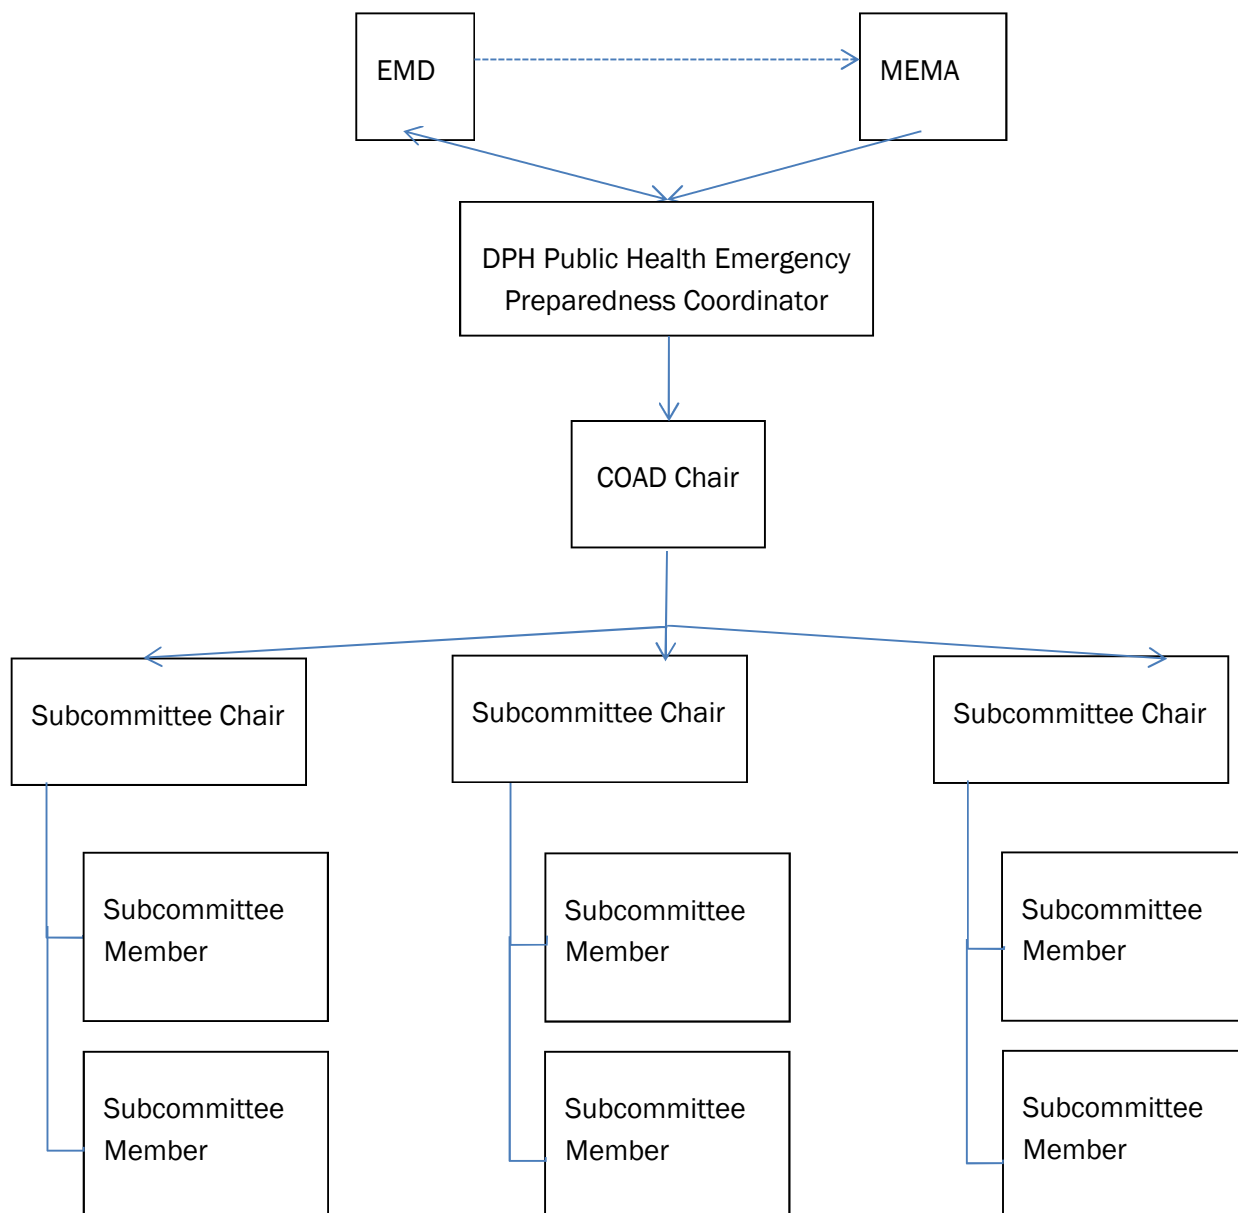 EMD
MEMA
DPH Public Health Emergency
Preparedness Coordinator
COAD Chair
Subcommittee Chair
Subcommittee Chair
Subcommittee Chair
Subcommittee
Member
Subcommittee
Member
Subcommittee
Member
Subcommittee
Member
Subcommittee
Member
Subcommittee
Member